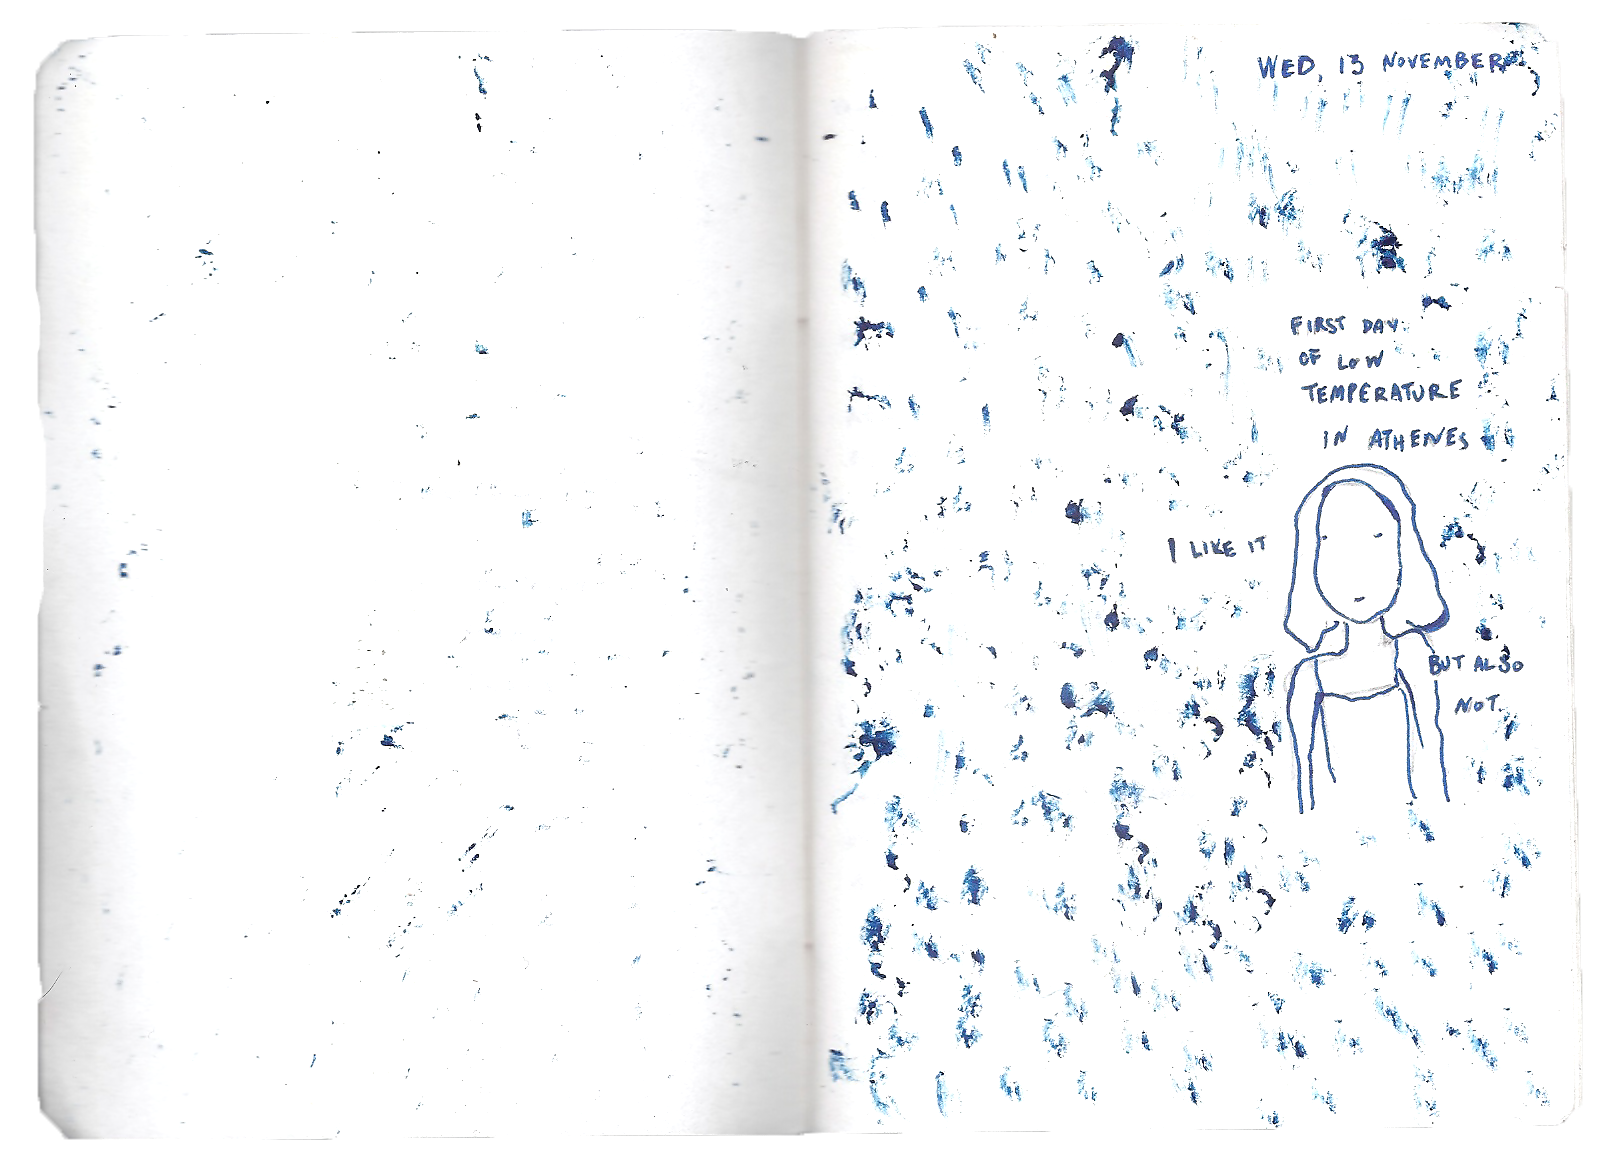 WED, 13 NOVEMBER
FIRST DAY
OF LOW
TEMPERATURE
IN ATHENES
I LIKE IT
BUT ALSO
NOT.